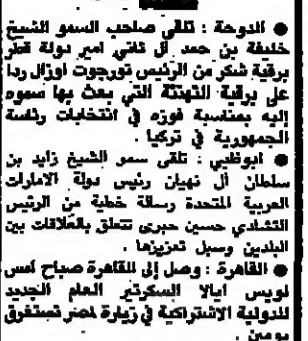 ● الدوحة : تلقى صاحب السمو الشيخ
خليفة بن حمد آل ثاني امير دولة قطر
برقية شكر من الرئيس تورجوت اوزال ردا
على برقية التهنئة التي بعث بها سموه
إليه بمناسبة فوزه في انتخابات رئاسة
الجمهورية في تركيا .
● ابوظبي : تلقى سمو الشيخ زايد بن
سلطان آل نهيان رئيس دولة الامارات
العربية المتحدة رسالة خطية من الرئيس
التشادي حسين حبرى تتعلق بالعلاقات بين
البلدين وسبل تعزيزها .
● القاهرة : وصل إلى القاهرة صباح امس
لويس ايالا السكرتير العام الجديد
للدولية الاشتراكية في زيارة لمصر تستغرق
يومين .